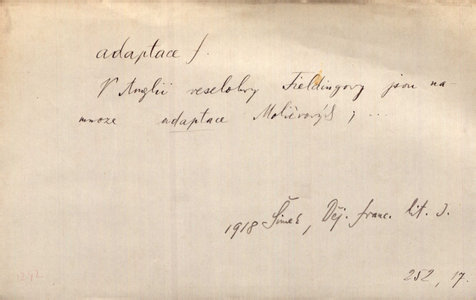 adaptace f.
V Anglii veselohry Fieldingovy jsou na-
mnoze adaptace Molièrových; ...
1918 Šimek, Děj. franc. lit. I.
252, 17.